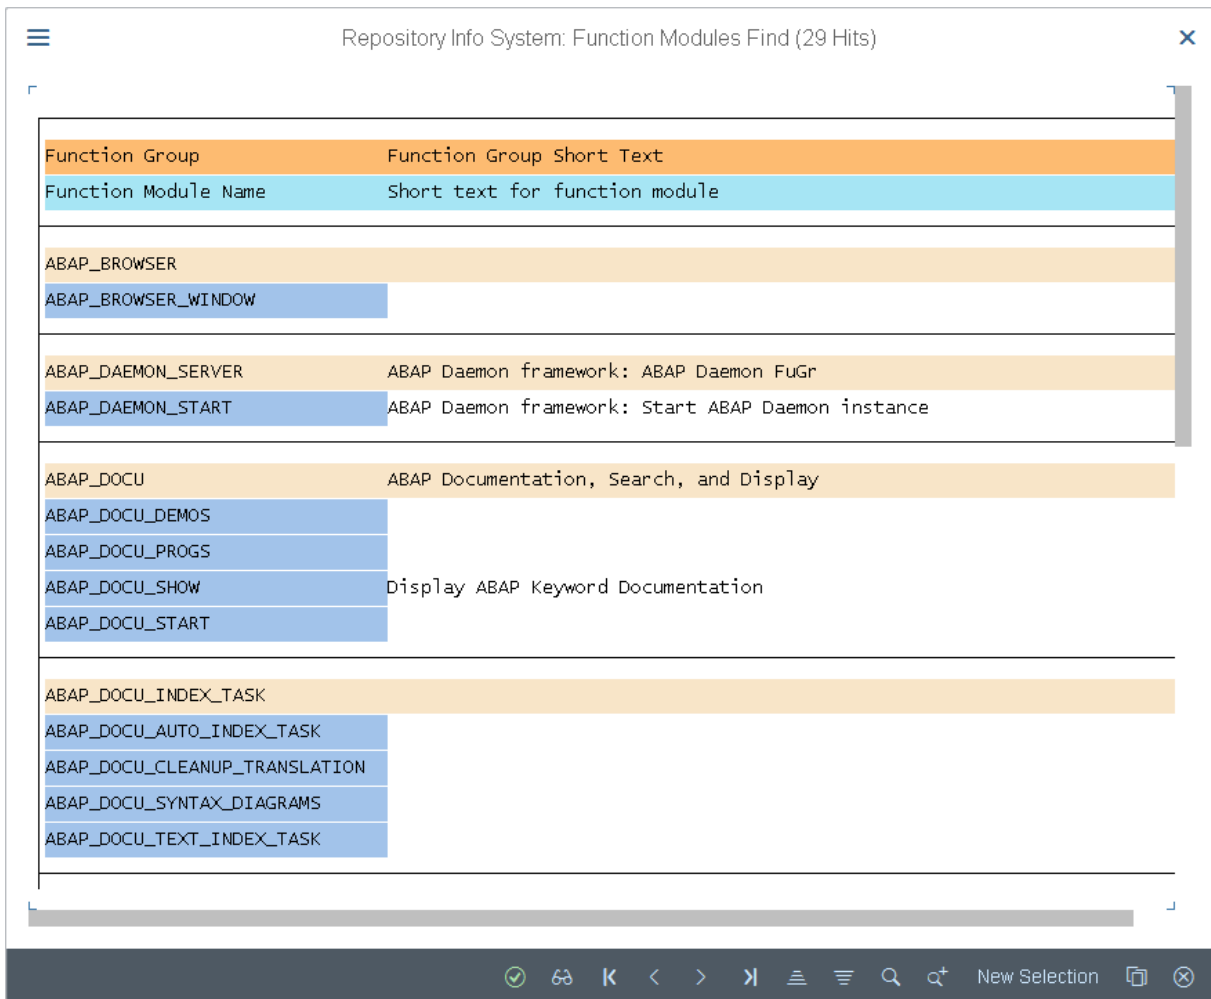 Repository Info System: Function Modules Find (29 Hits)
Function Group Function Group Short Text
Function Module Name Short text for function module
ABAP_BROWSER
ABAP_BROWSER_WINDOW
ABAP_DAEMON_SERVER ABAP Daemon framework: ABAP Daemon FuGr
ABAP_DAEMON_START ABAP Daemon framework: Start ABAP Daemon instance
ABAP_DOCU ABAP Documentation, Search, and Display
ABAP_DOCU_DEMOS
ABAP_DOCU_PROGS
ABAP_DOCU_SHOW Display ABAP Keyword Documentation
ABAP_DOCU_START
ABAP_DOCU_INDEX_TASK
ABAP_DOCU_AUTO_INDEX_TASK
ABAP_DOCU_CLEANUP_TRANSLATION
ABAP_DOCU_SYNTAX_DIAGRAMS
ABAP_DOCU_TEXT_INDEX_TASK
New Selection